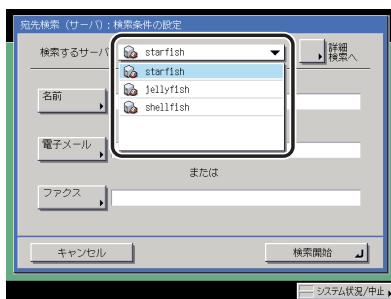 宛先検索（サーバ）：検索条件の設定
検索するサーバ
starfish
詳細
検索へ
starfish
jellyfish
shellfish
名前
電子メール
または
ファクス
キャンセル
検索開始
システム状況/中止